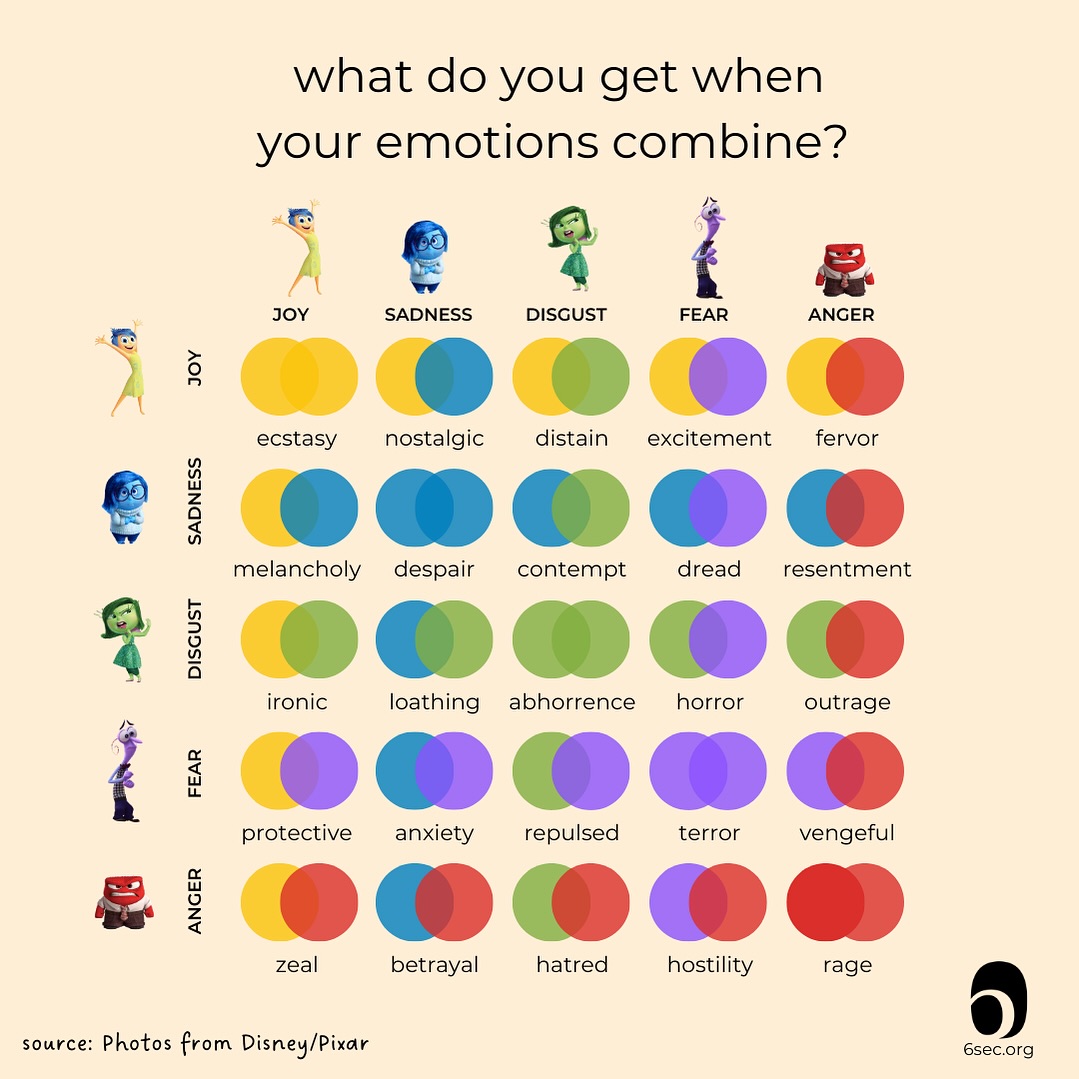 what do you get when
your emotions combine?
JOY SADNESS DISGUST FEAR ANGER
JOY
ecstasy nostalgic distain excitement fervor
SADNESS
melancholy despair contempt dread resentment
DISGUST
ironic loathing abhorrence horror outrage
FEAR
protective anxiety repulsed terror vengeful
ANGER
zeal betrayal hatred hostility rage
source: Photos from Disney/Pixar
6sec.org